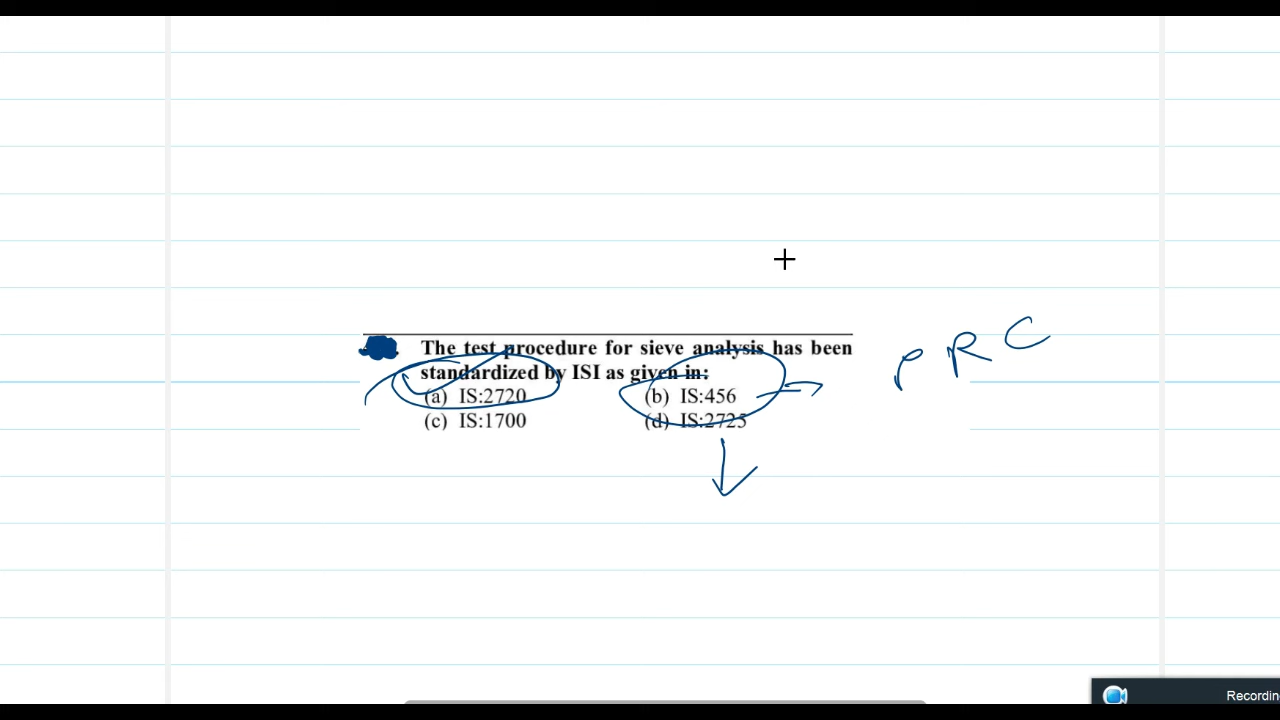 The test procedure for sieve analysis has been
standardized by ISI as given in:
(a) IS:2720 (b) IS:456
(c) IS:1700 (d) IS:2725
PRC
Recordin